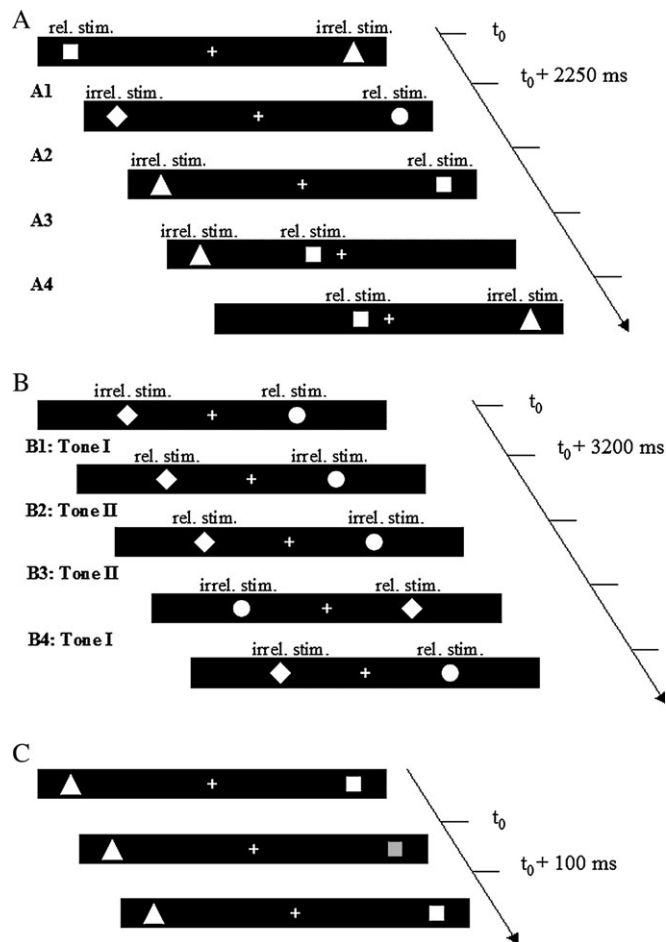 A
rel. stim. irrel. stim.
t0
t0 + 2250 ms
A1
irrel. stim. rel. stim.
A2
irrel. stim. rel. stim.
A3
irrel. stim. rel. stim.
A4
rel. stim. irrel. stim.
B
irrel. stim. rel. stim.
t0
B1: Tone I
t0 + 3200 ms
rel. stim. irrel. stim.
B2: Tone II
rel. stim. irrel. stim.
B3: Tone II
irrel. stim. rel. stim.
B4: Tone I
irrel. stim. rel. stim.
C
t0
t0 + 100 ms